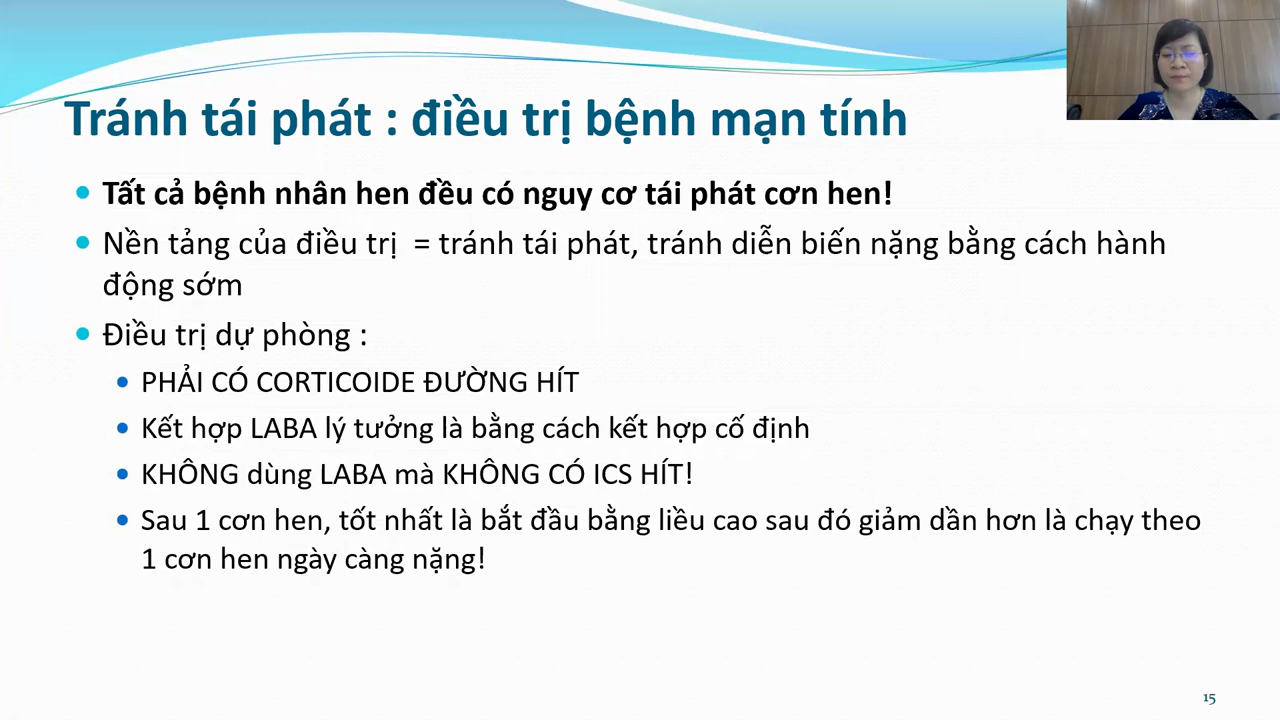 Tránh tái phát : điều trị bệnh mạn tính
Tất cả bệnh nhân hen đều có nguy cơ tái phát cơn hen!
Nền tảng của điều trị = tránh tái phát, tránh diễn biến nặng bằng cách hành
động sớm
Điều trị dự phòng :
PHẢI CÓ CORTICOIDE ĐƯỜNG HÍT
Kết hợp LABA lý tưởng là bằng cách kết hợp cố định
KHÔNG dùng LABA mà KHÔNG CÓ ICS HÍT!
Sau 1 cơn hen, tốt nhất là bắt đầu bằng liều cao sau đó giảm dần hơn là chạy theo
1 cơn hen ngày càng nặng!
15